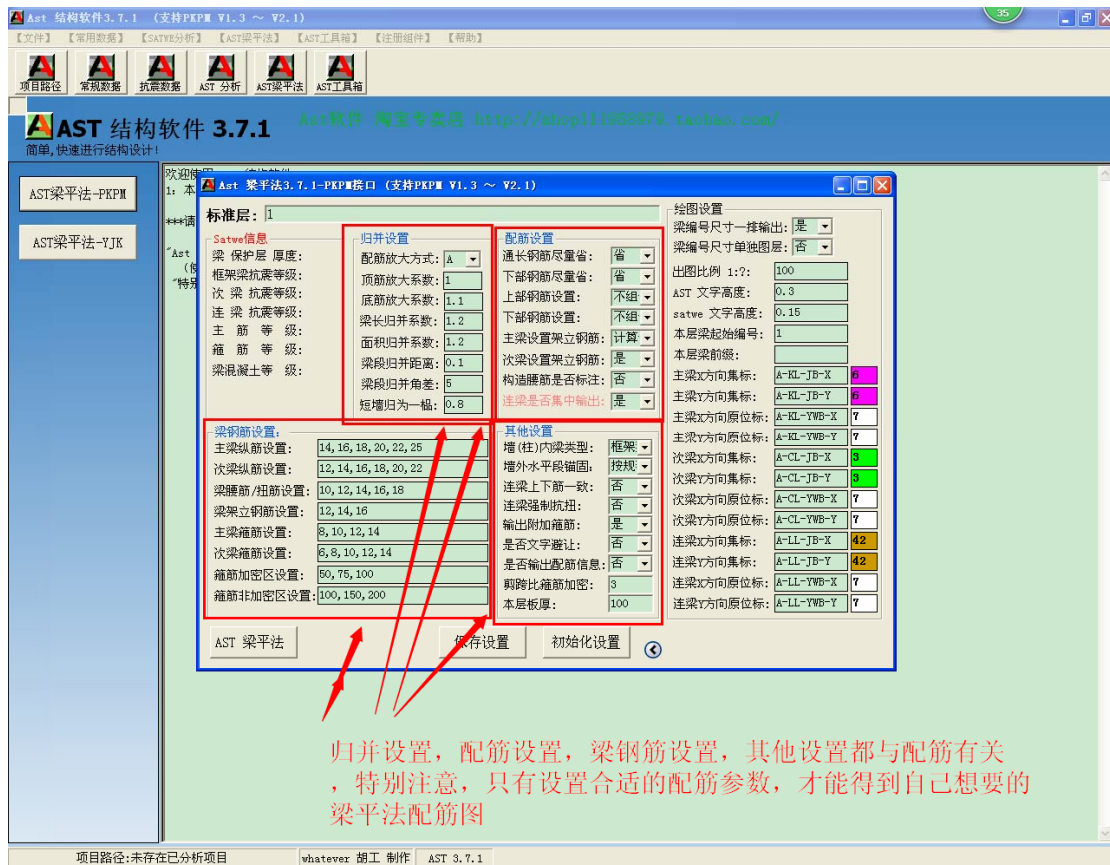 Ast 结构软件3.7.1 （支持PKPM V1.3 ～ V2.1）
35
【文件】 【常用数据】 【SATWE分析】 【AST梁平法】 【AST工具箱】 【注册组件】 【帮助】
项目路径 常规数据 抗震数据 AST 分析 AST梁平法 AST工具箱
AST 结构软件 3.7.1
简单,快速进行结构设计!
AST梁平法-PKPM
AST梁平法-YJK
Ast 梁平法3.7.1-PKPM接口 （支持PKPM V1.3 ～ V2.1）
标准层: 1
Satwe信息
梁 保护层 厚度:
框架梁抗震等级:
次 梁 抗震等级:
连 梁 抗震等级:
主 筋 等 级:
箍 筋 等 级:
梁混凝土等 级:
归并设置
配筋放大方式: A
顶筋放大系数: 1
底筋放大系数: 1.1
梁长归并系数: 1.2
面积归并系数: 1.2
梁段归并距离: 0.1
梁段归并角差: 5
短墙归为一榀: 0.8
配筋设置
通长钢筋尽量省: 省
下部钢筋尽量省: 省
上部钢筋设置: 不组
下部钢筋设置: 不组
主梁设置架立钢筋: 计算
次梁设置架立钢筋: 是
构造腰筋是否标注: 否
连梁是否集中输出: 是
梁钢筋设置:
主梁纵筋设置: 14,16,18,20,22,25
次梁纵筋设置: 12,14,16,18,20,22
梁腰筋/扭筋设置: 10,12,14,16,18
梁架立钢筋设置: 12,14,16
主梁箍筋设置: 8,10,12,14
次梁箍筋设置: 6,8,10,12,14
箍筋加密区设置: 50,75,100
箍筋非加密区设置: 100,150,200
其他设置
墙(柱)内梁类型: 框架
墙外水平段锚固: 按规
连梁上下筋一致: 否
连梁强制抗扭: 否
输出附加箍筋: 是
是否文字避让: 否
是否输出配筋信息: 否
剪跨比箍筋加密: 3
本层板厚: 100
绘图设置
梁编号尺寸一排输出: 是
梁编号尺寸单独图层: 否
出图比例 1:?: 100
AST 文字高度: 0.3
satwe 文字高度: 0.15
本层梁起始编号: 1
本层梁前缀:
主梁X方向集标: A-KL-JB-X 6
主梁Y方向集标: A-KL-JB-Y 6
主梁X方向原位标: A-KL-YWB-X 7
主梁Y方向原位标: A-KL-YWB-Y 7
次梁X方向集标: A-CL-JB-X 3
次梁Y方向集标: A-CL-JB-Y 3
次梁X方向原位标: A-CL-YWB-X 7
次梁Y方向原位标: A-CL-YWB-Y 7
连梁X方向集标: A-LL-JB-X 42
连梁Y方向集标: A-LL-JB-Y 42
连梁X方向原位标: A-LL-YWB-X 7
连梁Y方向原位标: A-LL-YWB-Y 7
AST 梁平法 保存设置 初始化设置
归并设置，配筋设置，梁钢筋设置，其他设置都与配筋有关
，特别注意，只有设置合适的配筋参数，才能得到自己想要的
梁平法配筋图
项目路径:未存在已分析项目 whatever 胡工 制作 AST 3.7.1